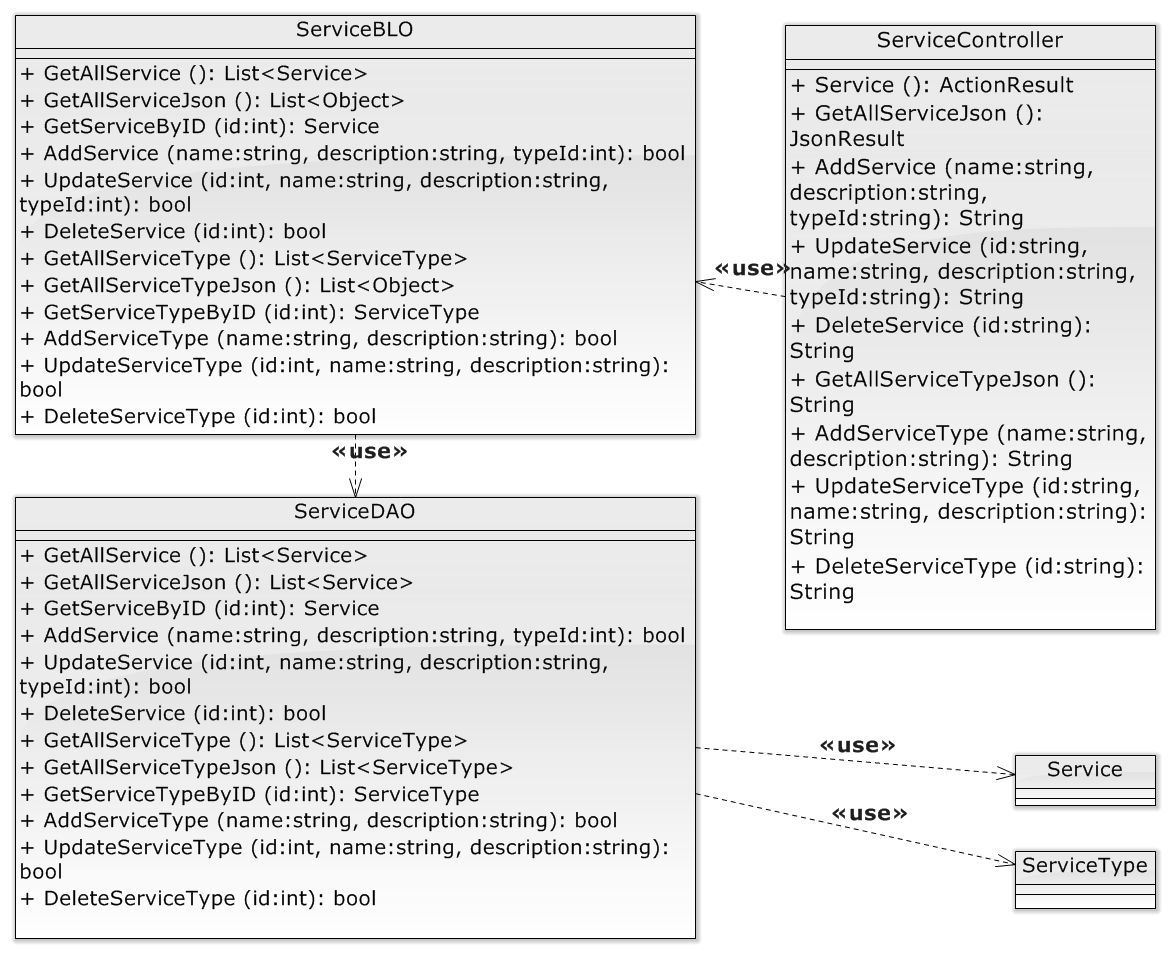 ServiceBLO
+ GetAllService (): List<Service>
+ GetAllServiceJson (): List<Object>
+ GetServiceByID (id:int): Service
+ AddService (name:string, description:string, typeId:int): bool
+ UpdateService (id:int, name:string, description:string,
typeId:int): bool
+ DeleteService (id:int): bool
+ GetAllServiceType (): List<ServiceType>
+ GetAllServiceTypeJson (): List<Object>
+ GetServiceTypeByID (id:int): ServiceType
+ AddServiceType (name:string, description:string): bool
+ UpdateServiceType (id:int, name:string, description:string):
bool
+ DeleteServiceType (id:int): bool
«use»
ServiceController
+ Service (): ActionResult
+ GetAllServiceJson ():
JsonResult
+ AddService (name:string,
description:string,
typeId:string): String
+ UpdateService (id:string,
name:string, description:string,
typeId:string): String
+ DeleteService (id:string):
String
+ GetAllServiceTypeJson ():
String
+ AddServiceType (name:string,
description:string): String
+ UpdateServiceType (id:string,
name:string, description:string):
String
+ DeleteServiceType (id:string):
String
«use»
ServiceDAO
+ GetAllService (): List<Service>
+ GetAllServiceJson (): List<Service>
+ GetServiceByID (id:int): Service
+ AddService (name:string, description:string, typeId:int): bool
+ UpdateService (id:int, name:string, description:string,
typeId:int): bool
+ DeleteService (id:int): bool
+ GetAllServiceType (): List<ServiceType>
+ GetAllServiceTypeJson (): List<ServiceType>
+ GetServiceTypeByID (id:int): ServiceType
+ AddServiceType (name:string, description:string): bool
+ UpdateServiceType (id:int, name:string, description:string):
bool
+ DeleteServiceType (id:int): bool
«use»
Service
«use»
ServiceType